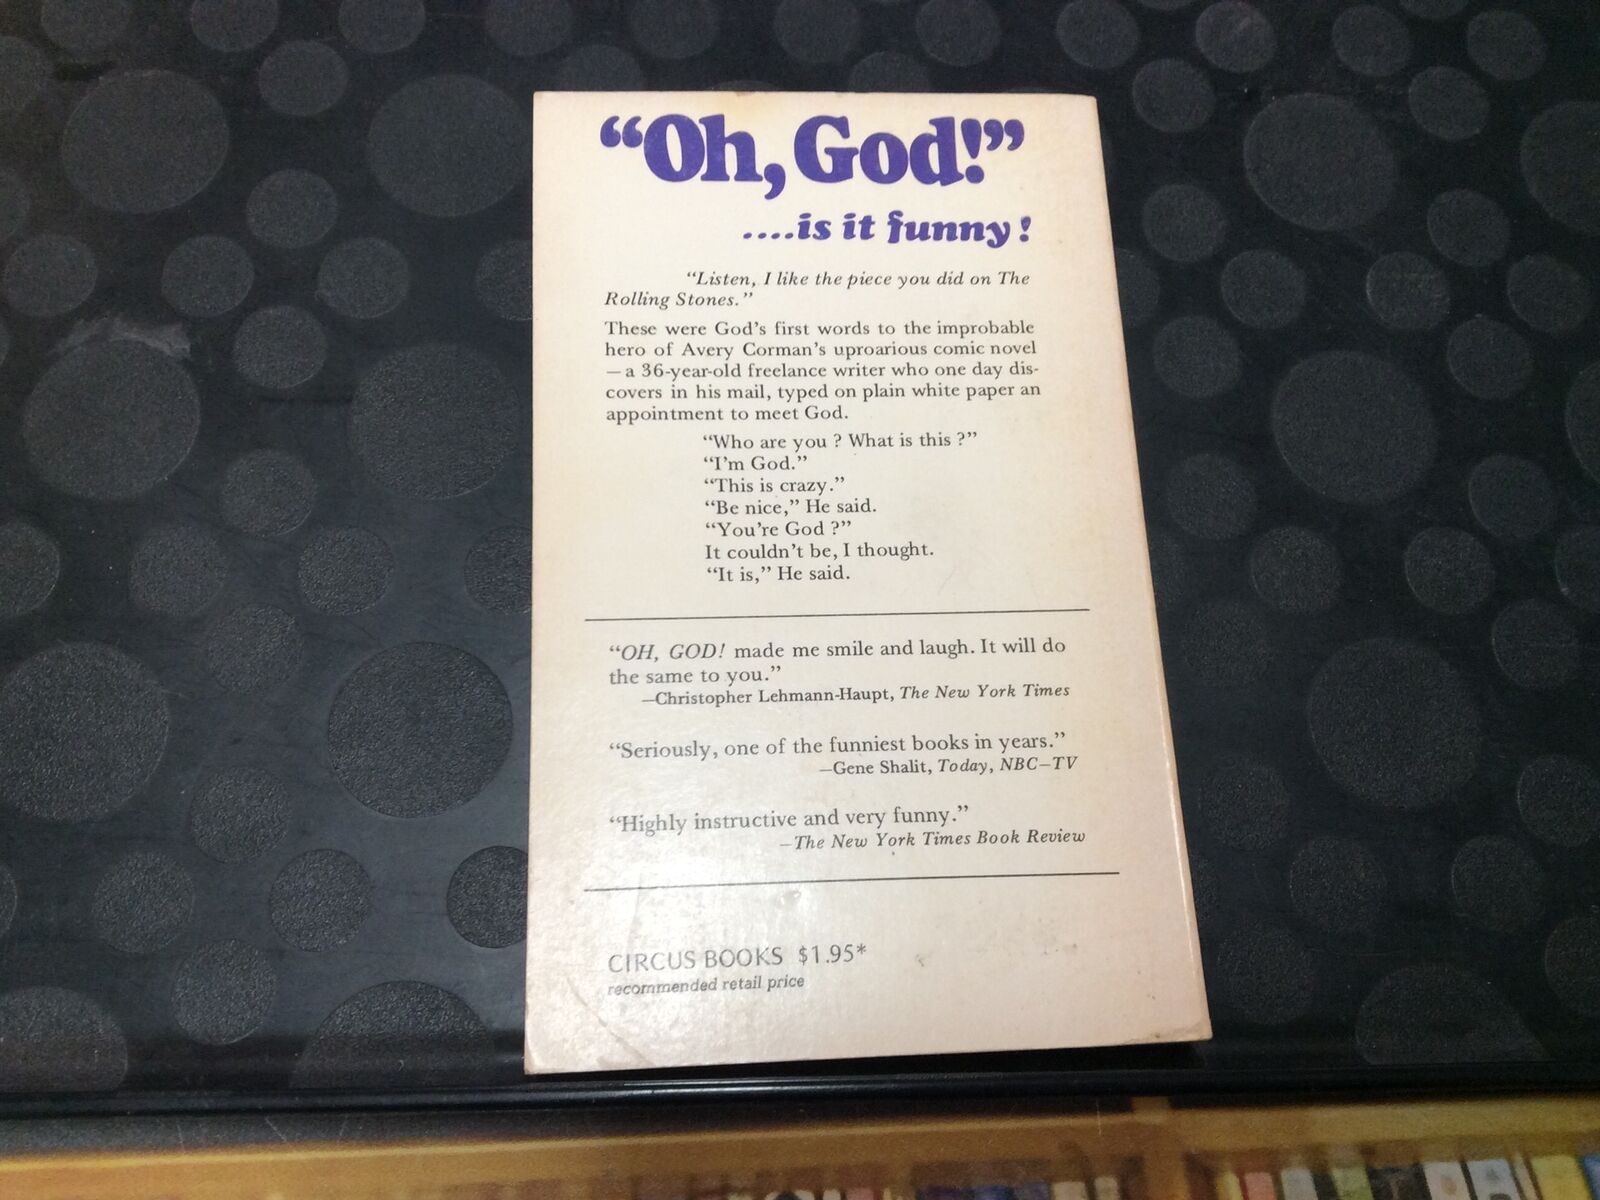 “Oh, God!”
....is it funny!
“Listen, I like the piece you did on The
Rolling Stones.”
These were God’s first words to the improbable
hero of Avery Corman’s uproarious comic novel
— a 36-year-old freelance writer who one day dis-
covers in his mail, typed on plain white paper an
appointment to meet God.
“Who are you ? What is this ?”
“I’m God.”
“This is crazy.”
“Be nice,” He said.
“You’re God ?”
It couldn’t be, I thought.
“It is,” He said.
“OH, GOD! made me smile and laugh. It will do
the same to you.”
—Christopher Lehmann-Haupt, The New York Times
“Seriously, one of the funniest books in years.”
—Gene Shalit, Today, NBC–TV
“Highly instructive and very funny.”
—The New York Times Book Review
CIRCUS BOOKS $1.95*
recommended retail price